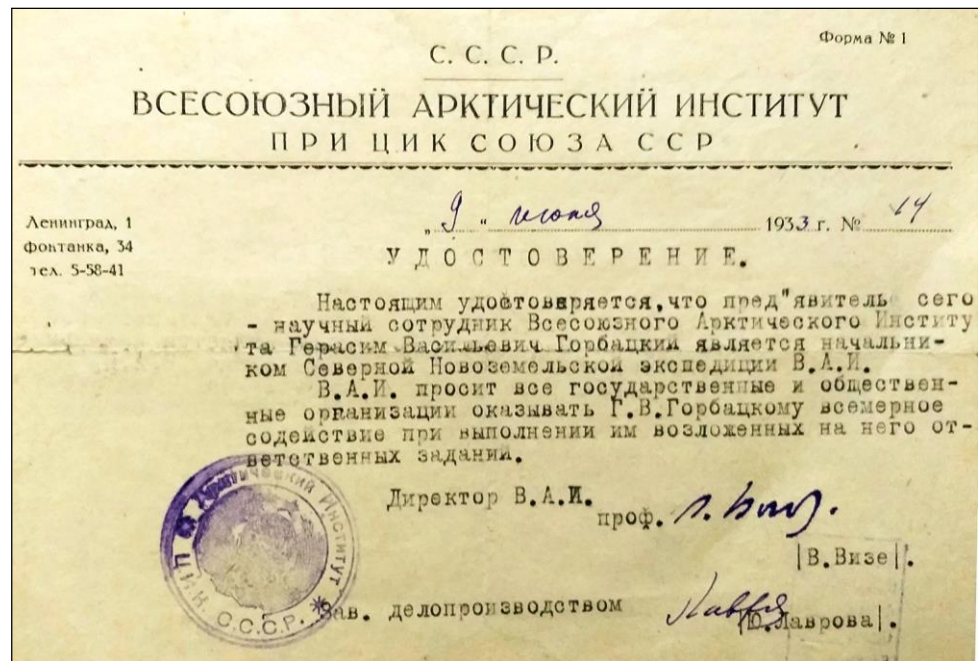 Форма № 1
С. С. С. Р.
ВСЕСОЮЗНЫЙ АРКТИЧЕСКИЙ ИНСТИТУТ
ПРИ ЦИК СОЮЗА ССР
Ленинград, 1
Фонтанка, 34
тел. 5-58-41
„ 9 " июня 1933 г. № 14
УДОСТОВЕРЕНИЕ.
Настоящим удостоверяется,что пред"явитель сего
- научный сотрудник Всесоюзного Арктического Институ
та Герасим Васильевич Горбацкий является начальни-
ком Северной Новоземельской экспедиции В.А.И.
В.А.И. просит все государственные и обществен-
ные организации оказывать Г.В.Горбацкому всемерное
содействие при выполнении им возложенных на него от-
ветственных заданий.
Директор В.А.И.
проф.
|В.Визе|.
Зав. делопроизводством
|Ю.Лаврова|.
Арктический Институт
ЦИК С.С.С.Р.